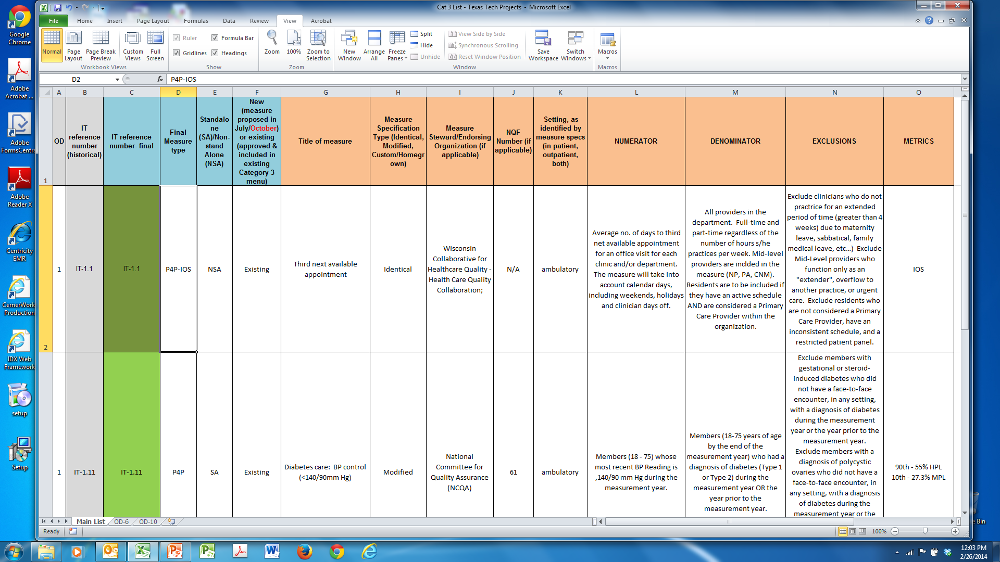 Cat 3 List - Texas Tech Projects - Microsoft Excel
File Home Insert Page Layout Formulas Data Review View Acrobat
Normal
Page Layout
Page Break Preview
Custom Views
Full Screen
Workbook Views
Ruler
Formula Bar
Gridlines
Headings
Show
Zoom
100%
Zoom to Selection
Zoom
New Window
Arrange All
Freeze Panes
Split
Hide
Unhide
View Side by Side
Synchronous Scrolling
Reset Window Position
Window
Save Workspace
Switch Windows
Macros
Macros
D2
fx
P4P-IOS
A B C D E F G H I J K L M N O
1
OD
IT
reference
number
(historical)
IT reference
number- final
Final
Measure
type
Standalo
ne
(SA)/Non-
stand
Alone
(NSA)
New
(measure
proposed in
July/October)
or existing
(approved &
included in
existing
Category 3
menu)
Title of measure
Measure
Specification
Type (Identical,
Modified,
Custom/Homegr
own)
Measure
Steward/Endorsing
Organization (if
applicable)
NQF
Number (if
applicable)
Setting, as
identified by
measure specs
(in patient,
outpatient,
both)
NUMERATOR
DENOMINATOR
EXCLUSIONS
METRICS
2
1
IT-1.1
IT-1.1
P4P-IOS
NSA
Existing
Third next available
appointment
Identical
Wisconsin
Collaborative for
Healthcare Quality -
Health Care Quality
Collaboration;
N/A
ambulatory
Average no. of days to third
net available appointment
for an office visit for each
clinic and/or department.
The measure will take into
account calendar days,
including weekends, holidays
and clinician days off.
All providers in the
department.  Full-time and
part-time regardless of the
number of hours s/he
practices per week. Mid-level
providers are inclded in the
measure (NP, PA, CNM).
Residents are to be included if
they have an active schedule
AND are considered a Primary
Care Provider within the
organization.
Exclude clinicians who do not
practrice for an extended
period of time (greater than 4
weeks) due to maternity
leave, sabbatical, family
medical leave, etc...)  Exclude
Mid-Level providers who
function only as an
"extender", overflow to
another practice, or urgent
care.  Exclude residents who
are not considered a Primary
Care Provider, have an
inconsistent schedule, and a
restricted patient panel.
IOS
1
IT-1.11
IT-1.11
P4P
SA
Existing
Diabetes care:  BP control
(<140/90mm Hg)
Modified
National
Committee for
Quality Assurance
(NCQA)
61
ambulatory
Members (18 - 75) whose
most recent BP Reading is
,140/90 mm Hg during the
measurement year.
Members (18-75 years of age
by the end of the
measurement year) who had a
diagnosis of diabetes (Type 1
or Type 2) during the
measurement year OR the
year prior to the
measurement year.
Exclude members with
gestational or steroid-
induced diabetes who did
not have a face-to-face
encounter, in any setting,
with a diagnosis of diabetes
during the measurement
year or the year prior to the
measurement year.
Exclude members with a
diagnosis of polycystic
ovaries who did not have a
face-to-face encounter, in
any setting, with a diagnosis
of diabetes during the
measurement year or the
90th - 55% HPL
10th - 27.3% MPL
Main List OD-6 OD-10
Ready
100%
Google
Chrome
Adobe
Acrobat ...
Adobe
FormsCentra
Adobe
Reader X
Centricity
EMR
CernerWork
Production
IDX Web
Framework
setup
Setup
e Bin
12:03 PM
2/26/2014